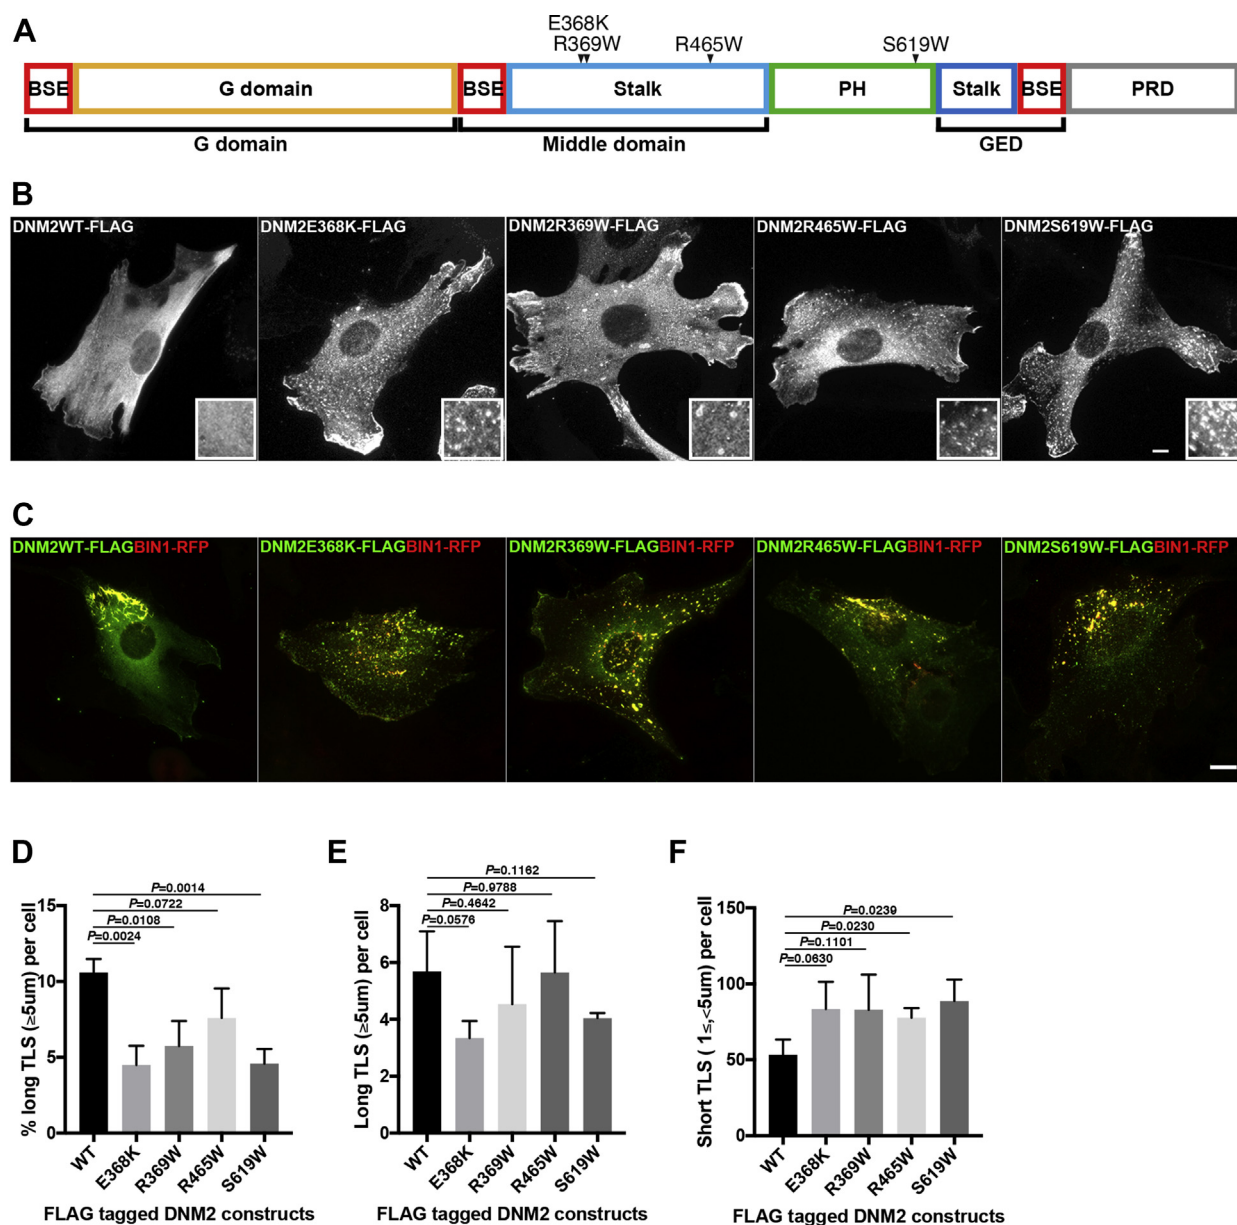 A
E368K
R369W
R465W
S619W
BSE
G domain
BSE
Stalk
PH
Stalk
BSE
PRD
G domain
Middle domain
GED
B
DNM2WT-FLAG
DNM2E368K-FLAG
DNM2R369W-FLAG
DNM2R465W-FLAG
DNM2S619W-FLAG
C
DNM2WT-FLAGBIN1-RFP
DNM2E368K-FLAGBIN1-RFP
DNM2R369W-FLAGBIN1-RFP
DNM2R465W-FLAGBIN1-RFP
DNM2S619W-FLAGBIN1-RFP
D
P=0.0014
P=0.0722
P=0.0108
P=0.0024
% long TLS (≥5um) per cell
15
10
5
0
WT
E368K
R369W
R465W
S619W
FLAG tagged DNM2 constructs
E
P=0.1162
P=0.9788
P=0.4642
P=0.0576
Long TLS (≥5um) per cell
8
6
4
2
0
WT
E368K
R369W
R465W
S619W
FLAG tagged DNM2 constructs
F
P=0.0239
P=0.0230
P=0.1101
P=0.0630
Short TLS ( 1≤,<5um) per cell
150
100
50
0
WT
E368K
R369W
R465W
S619W
FLAG tagged DNM2 constructs